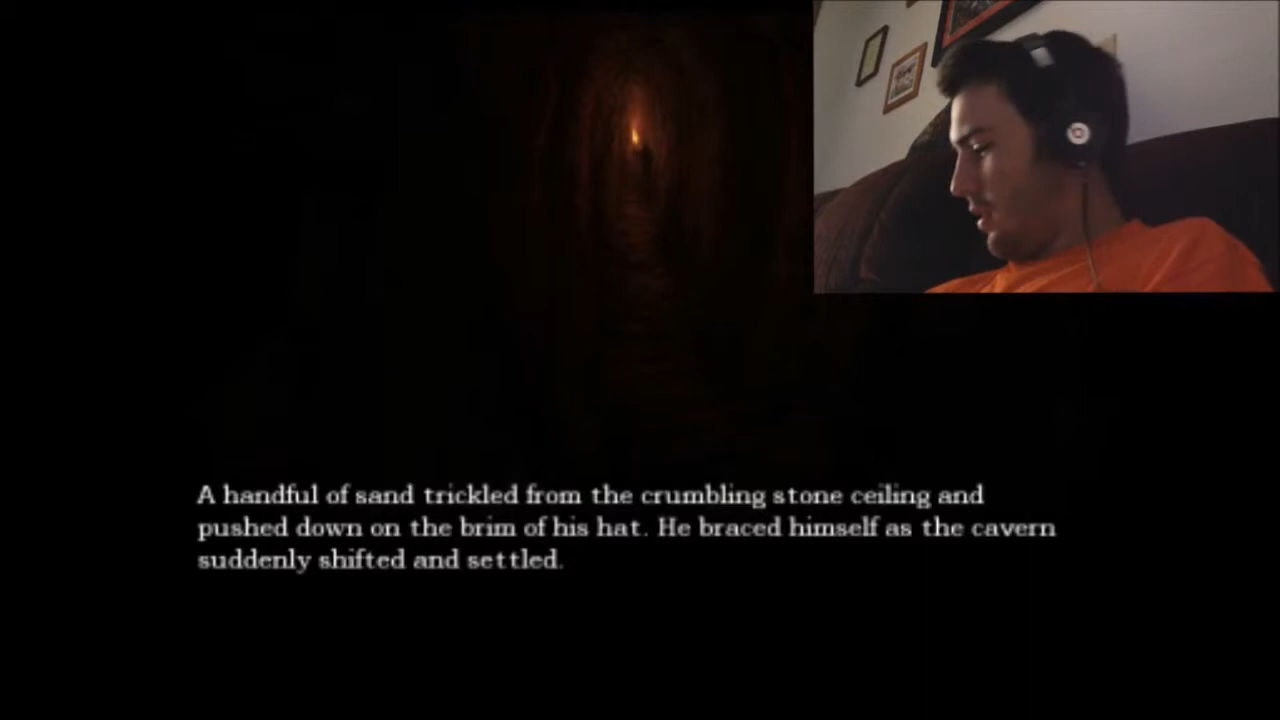 A handful of sand trickled from the crumbling stone ceiling and
pushed down on the brim of his hat. He braced himself as the cavern
suddenly shifted and settled.